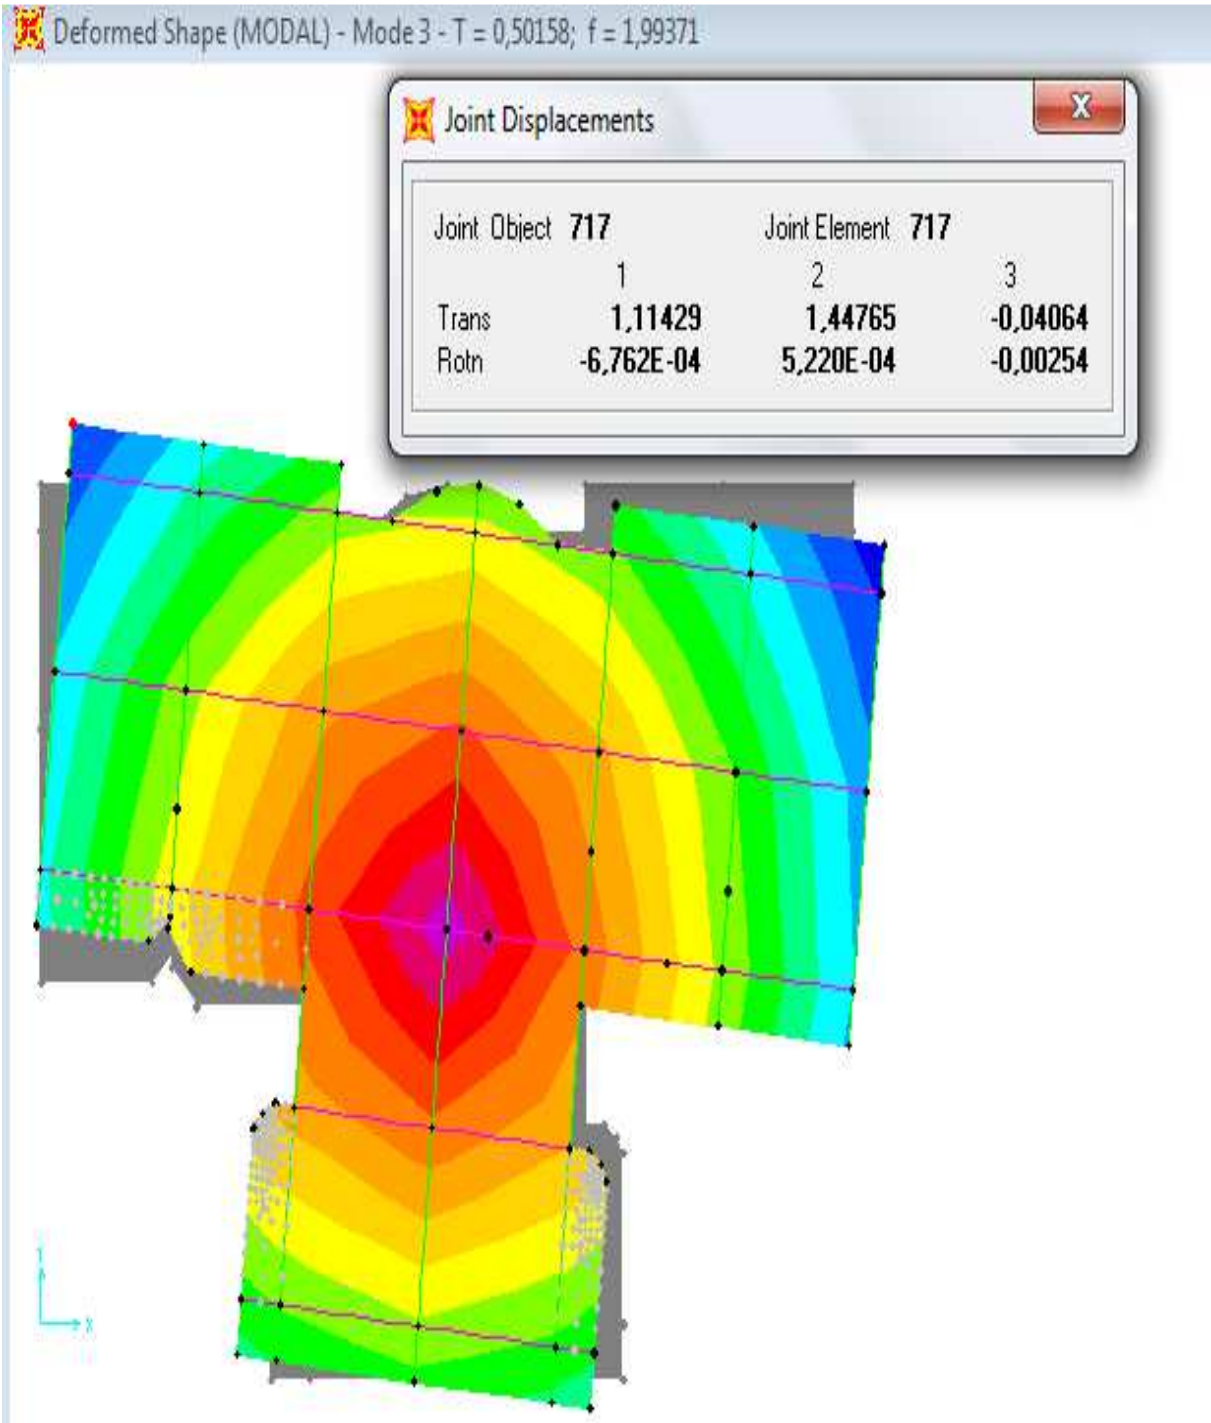 Deformed Shape (MODAL) - Mode 3 - T = 0,50158; f = 1,99371
Joint Displacements
X
Joint Object 717 Joint Element 717
1 2 3
Trans 1,11429 1,44765 -0,04064
Rotn -6,762E-04 5,220E-04 -0,00254
X